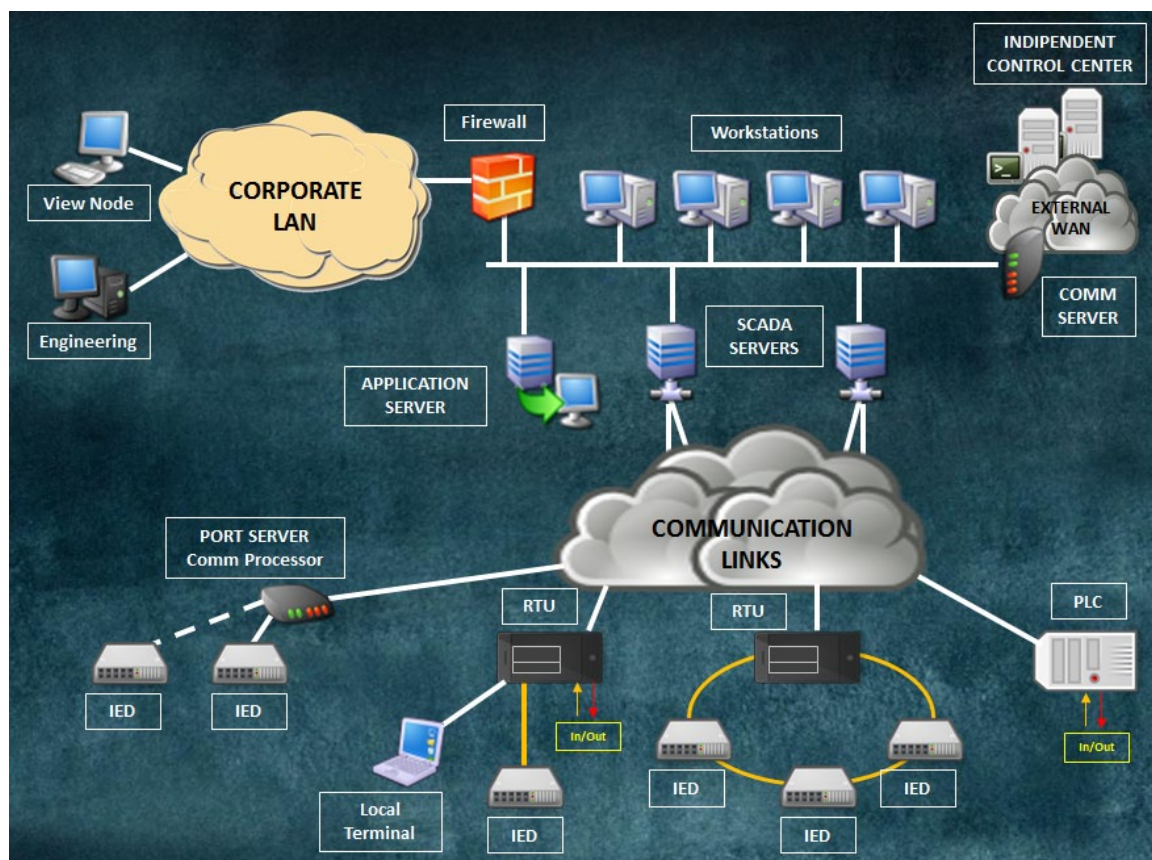 INDIPENDENT
CONTROL CENTER
Firewall
Workstations
>_
View Node
CORPORATE
LAN
EXTERNAL
WAN
Engineering
COMM
SERVER
SCADA
SERVERS
APPLICATION
SERVER
COMMUNICATION
LINKS
PORT SERVER
Comm Processor
RTU
RTU
PLC
IED
IED
In/Out
In/Out
IED
IED
Local
Terminal
IED
IED